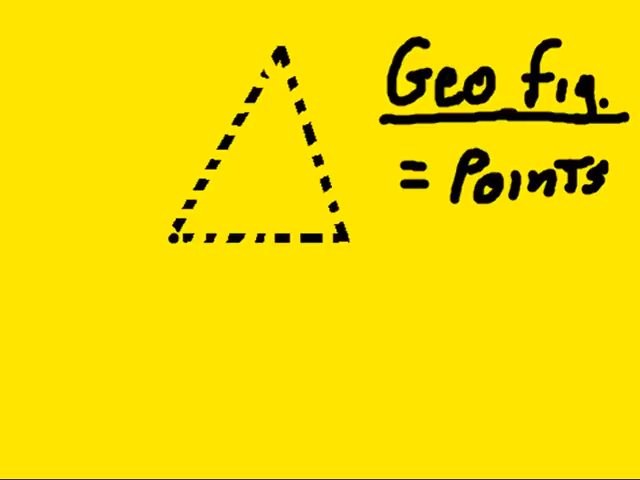 Geo fig.
= Points